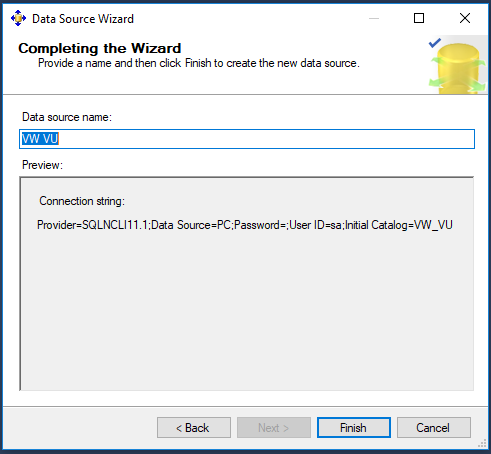 Data Source Wizard
Completing the Wizard
Provide a name and then click Finish to create the new data source.
Data source name:
VW VU
Preview:
Connection string:
Provider=SQLNCLI11.1;Data Source=PC;Password=;User ID=sa;Initial Catalog=VW_VU
< Back
Next >
Finish
Cancel